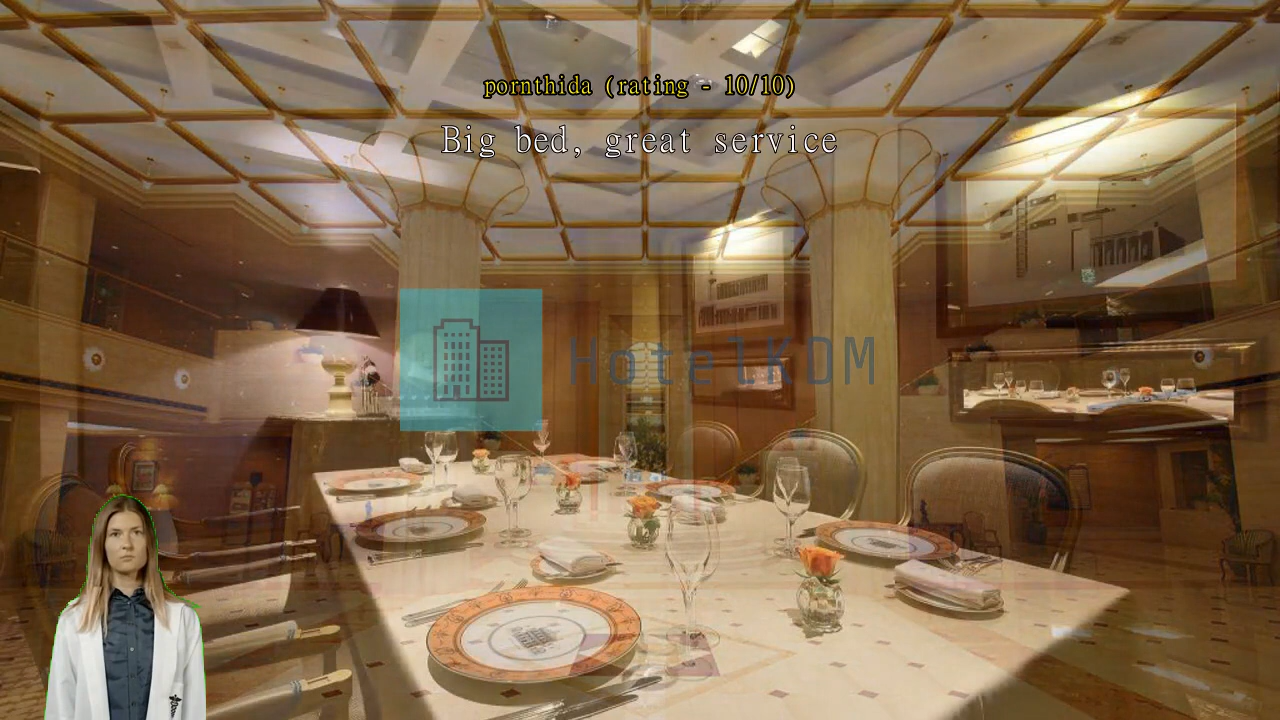 pornthida (rating - 10/10)
Big bed, great service
HotelKDM